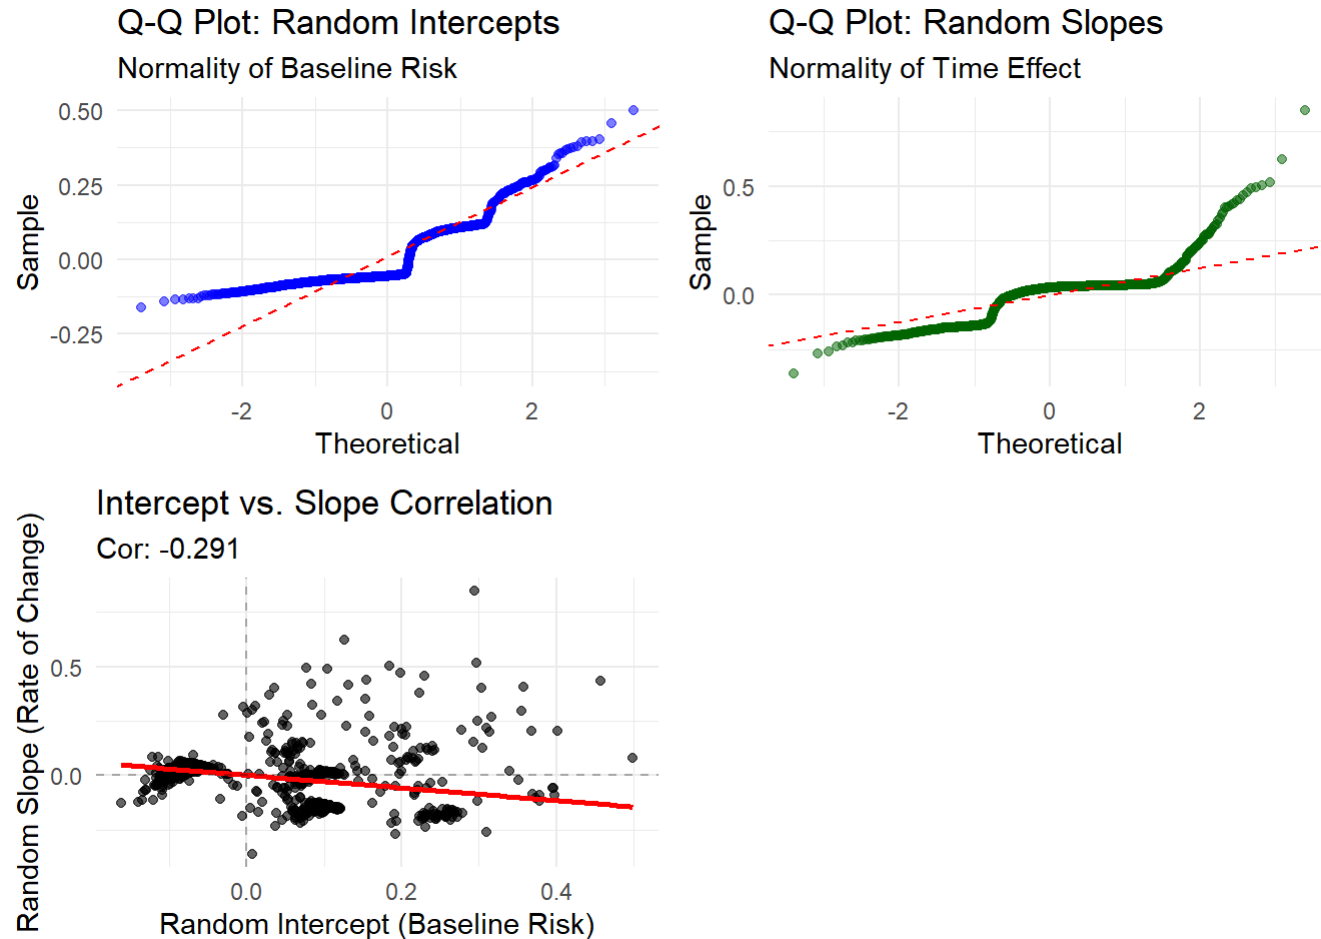 Q-Q Plot: Random Intercepts
Normality of Baseline Risk
0.50
0.25
0.00
-0.25
Sample
-2 0 2
Theoretical
Q-Q Plot: Random Slopes
Normality of Time Effect
0.5
0.0
Sample
-2 0 2
Theoretical
Intercept vs. Slope Correlation
Cor: -0.291
0.5
0.0
Random Slope (Rate of Change)
0.0 0.2 0.4
Random Intercept (Baseline Risk)